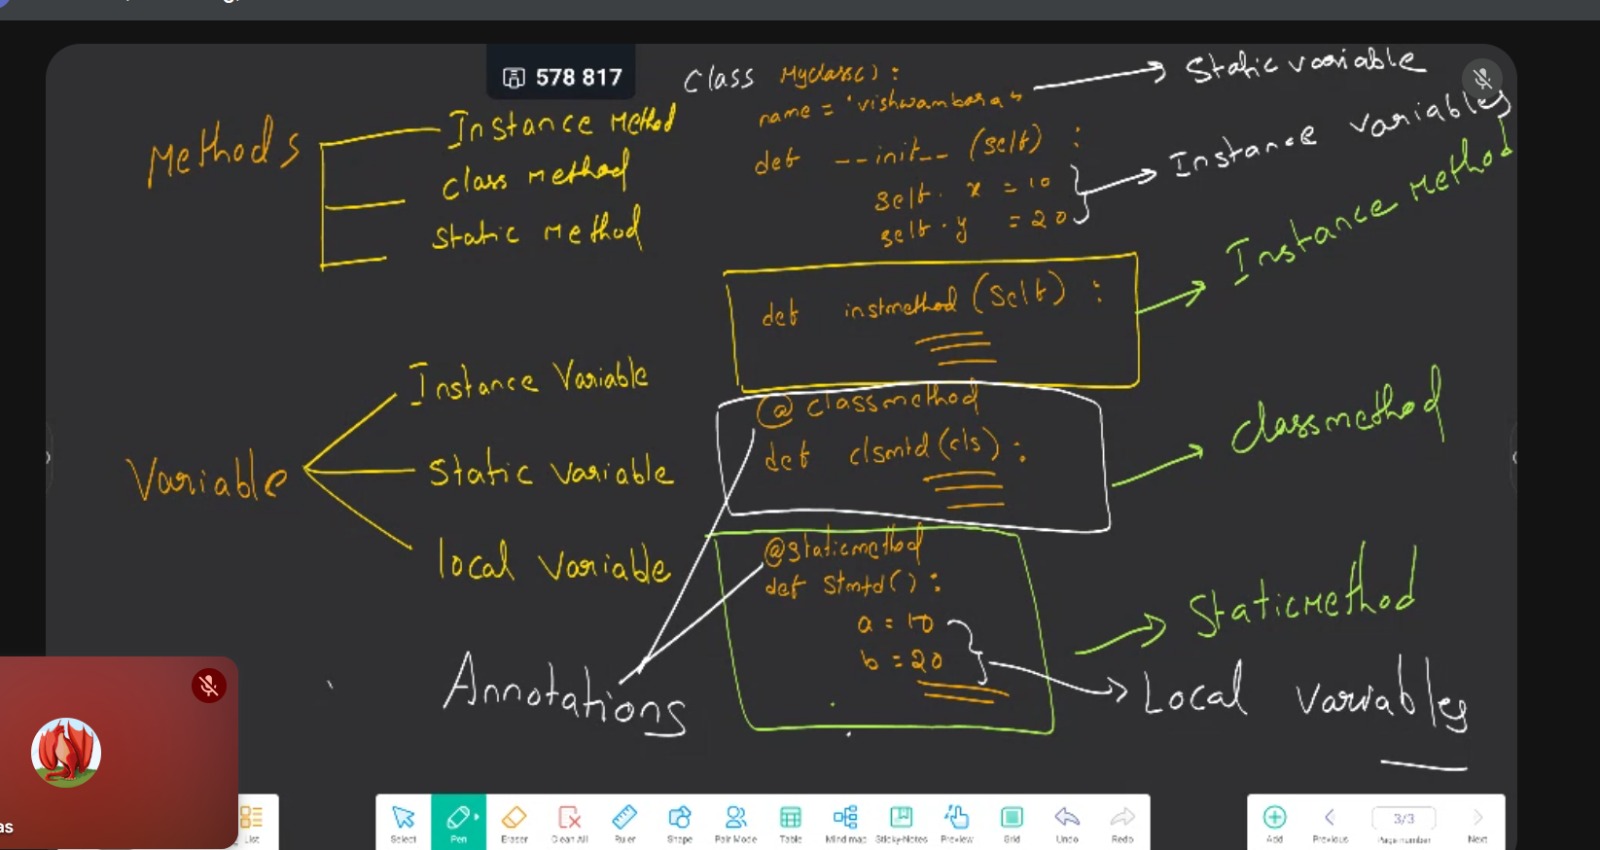 578 817
Class Myclass():
name = 'vishwambara'
Static variable
def __init__ (self) :
self. x = 10
self.y = 20
Instance variables
Methods
Instance Method
class method
static method
def instmethod (self) :
Instance Method
Variable
Instance Variable
Static variable
local variable
@classmethod
def clsmtd(cls) :
classmethod
@staticmethod
def stmtd() :
a = 10
b = 20
Staticmethod
Local variables
Annotations
as
List
Select
Pen
Eraser
Clean All
Ruler
Shape
Pair Mode
Table
Mind map
Sticky-Notes
Preview
Grid
Undo
Redo
Add
Previous
3/3
Page number
Next